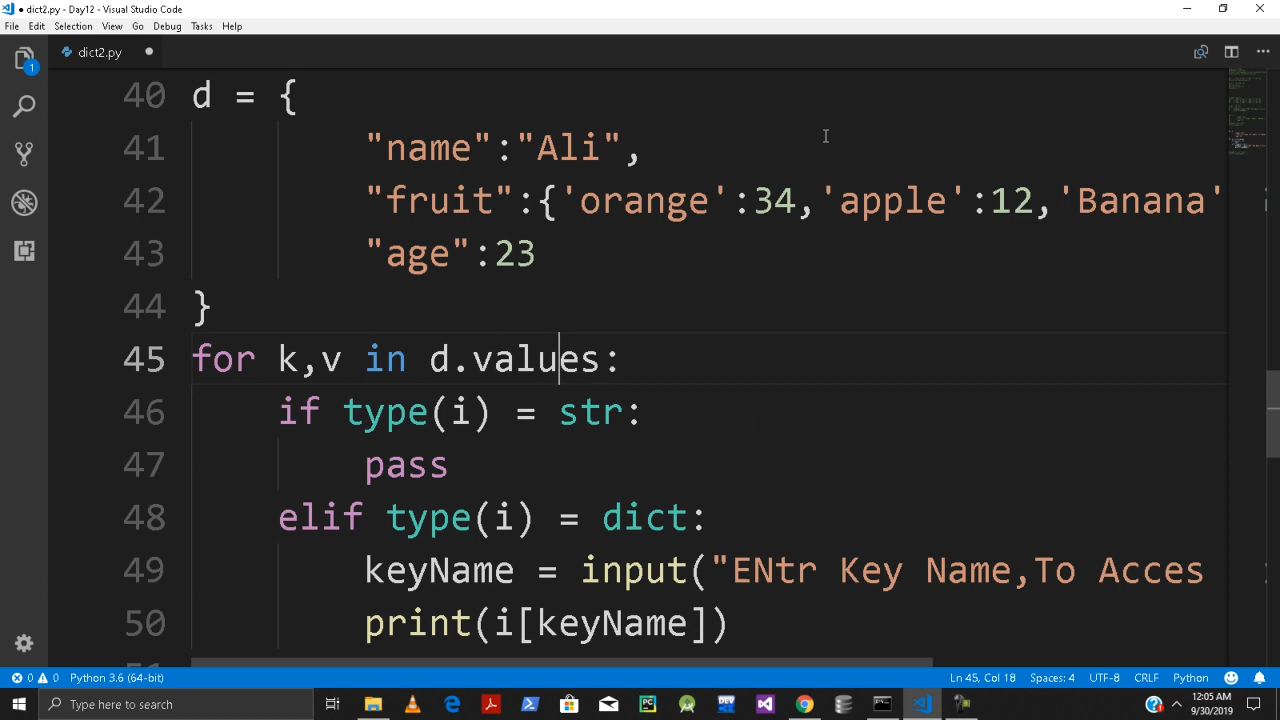 dict2.py - Day12 - Visual Studio Code
File Edit Selection View Go Debug Tasks Help
1
dict2.py
40 d = {
41 "name":"Ali",
42 "fruit":{'orange':34,'apple':12,'Banana'
43 "age":23
44 }
45 for k,v in d.values:
46 if type(i) = str:
47 pass
48 elif type(i) = dict:
49 keyName = input("ENtr Key Name,To Acces
50 print(i[keyName])
0 0 Python 3.6 (64-bit) Ln 45, Col 18 Spaces: 4 UTF-8 CRLF Python
Type here to search
12:05 AM
9/30/2019